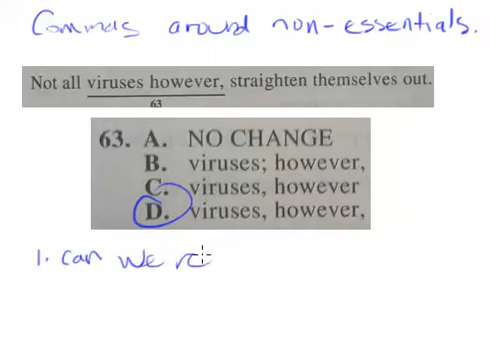 Commas around non-essentials.
Not all viruses however, straighten themselves out.
63
63. A. NO CHANGE
B. viruses; however,
C. viruses, however
D. viruses, however,
1. Can we re